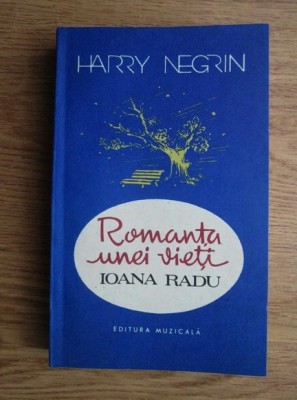 HARRY NEGRIN
Romanța
unei vieți
IOANA RADU
EDITURA MUZICALĂ